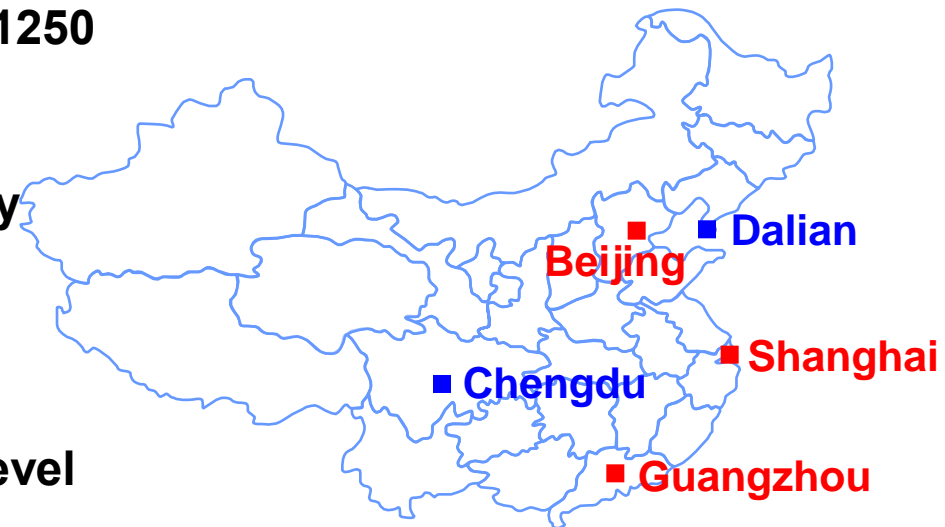 1250
y
Dalian
Beijing
Shanghai
Chengdu
evel
Guangzhou